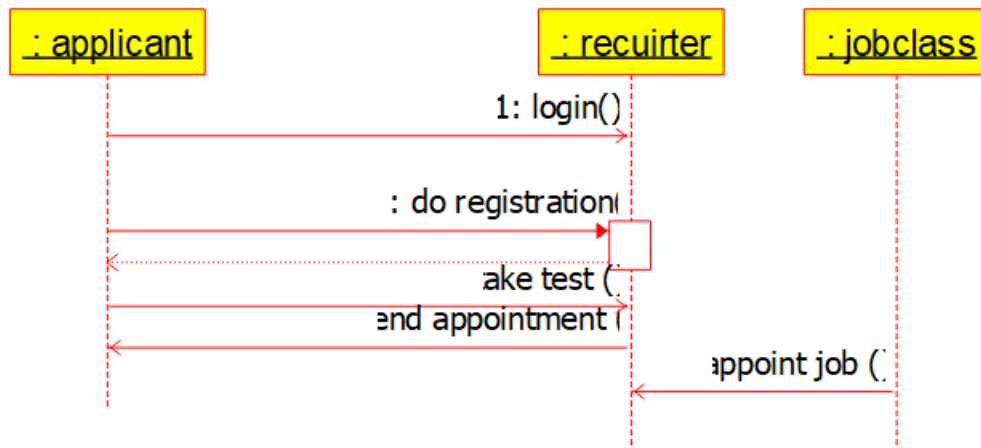 : applicant
: recuirter
: jobclass
1: login()
: do registration(
ake test ()
end appointment (
appoint job ()